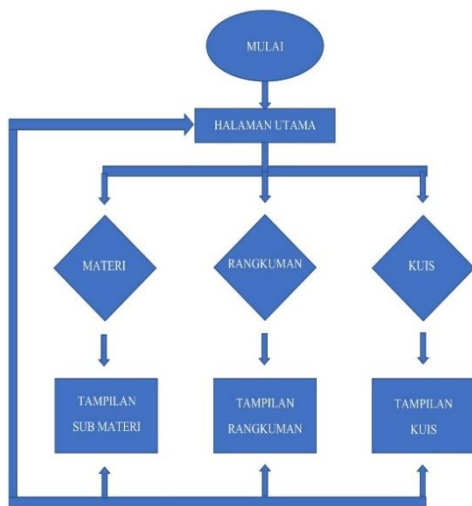 MULAI
HALAMAN UTAMA
MATERI
RANGKUMAN
KUIS
TAMPILAN
SUB MATERI
TAMPILAN
RANGKUMAN
TAMPILAN
KUIS